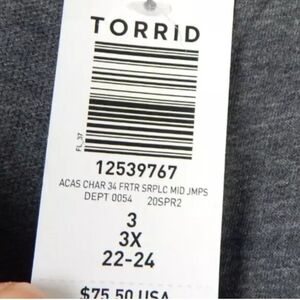 TORRID
FL_37
12539767
ACAS CHAR 34 FRTR SRPLC MID JMPS
DEPT 0054 20SPR2
3
3X
22-24
$75.50 USA